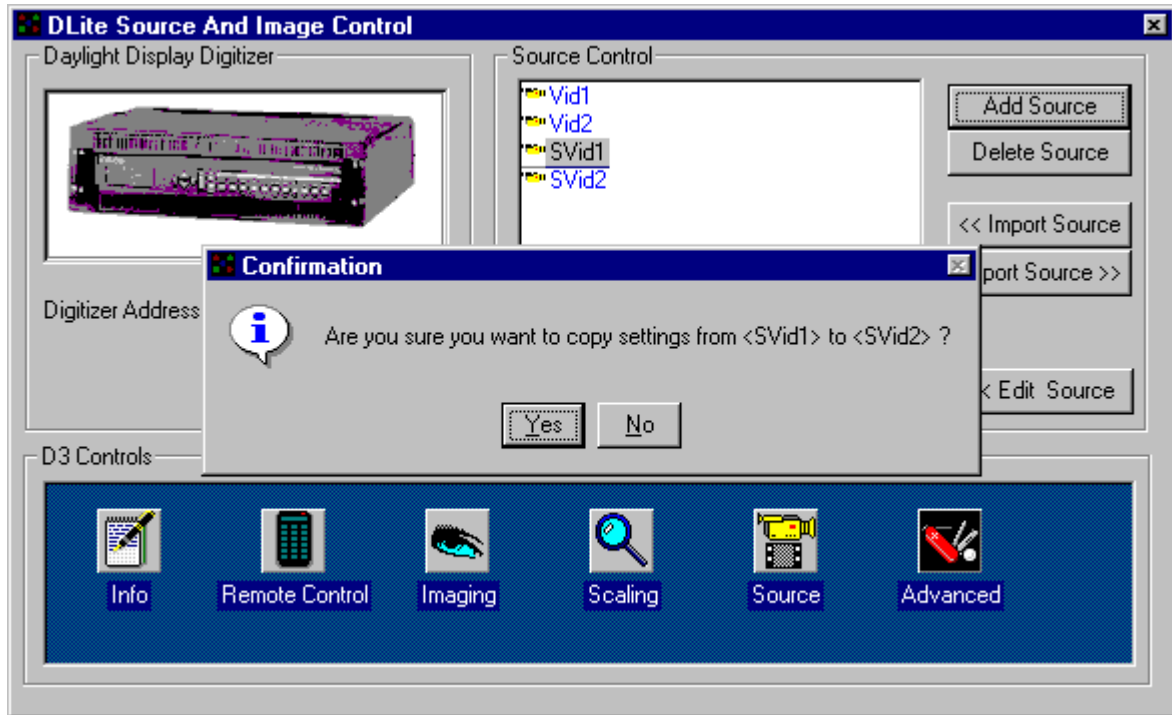 DLite Source And Image Control
Daylight Display Digitizer
Source Control
Vid1
Vid2
SVid1
SVid2
Add Source
Delete Source
<< Import Source
port Source >>
Digitizer Address
< Edit Source
Confirmation
Are you sure you want to copy settings from <SVid1> to <SVid2> ?
Yes
No
D3 Controls
Info
Remote Control
Imaging
Scaling
Source
Advanced